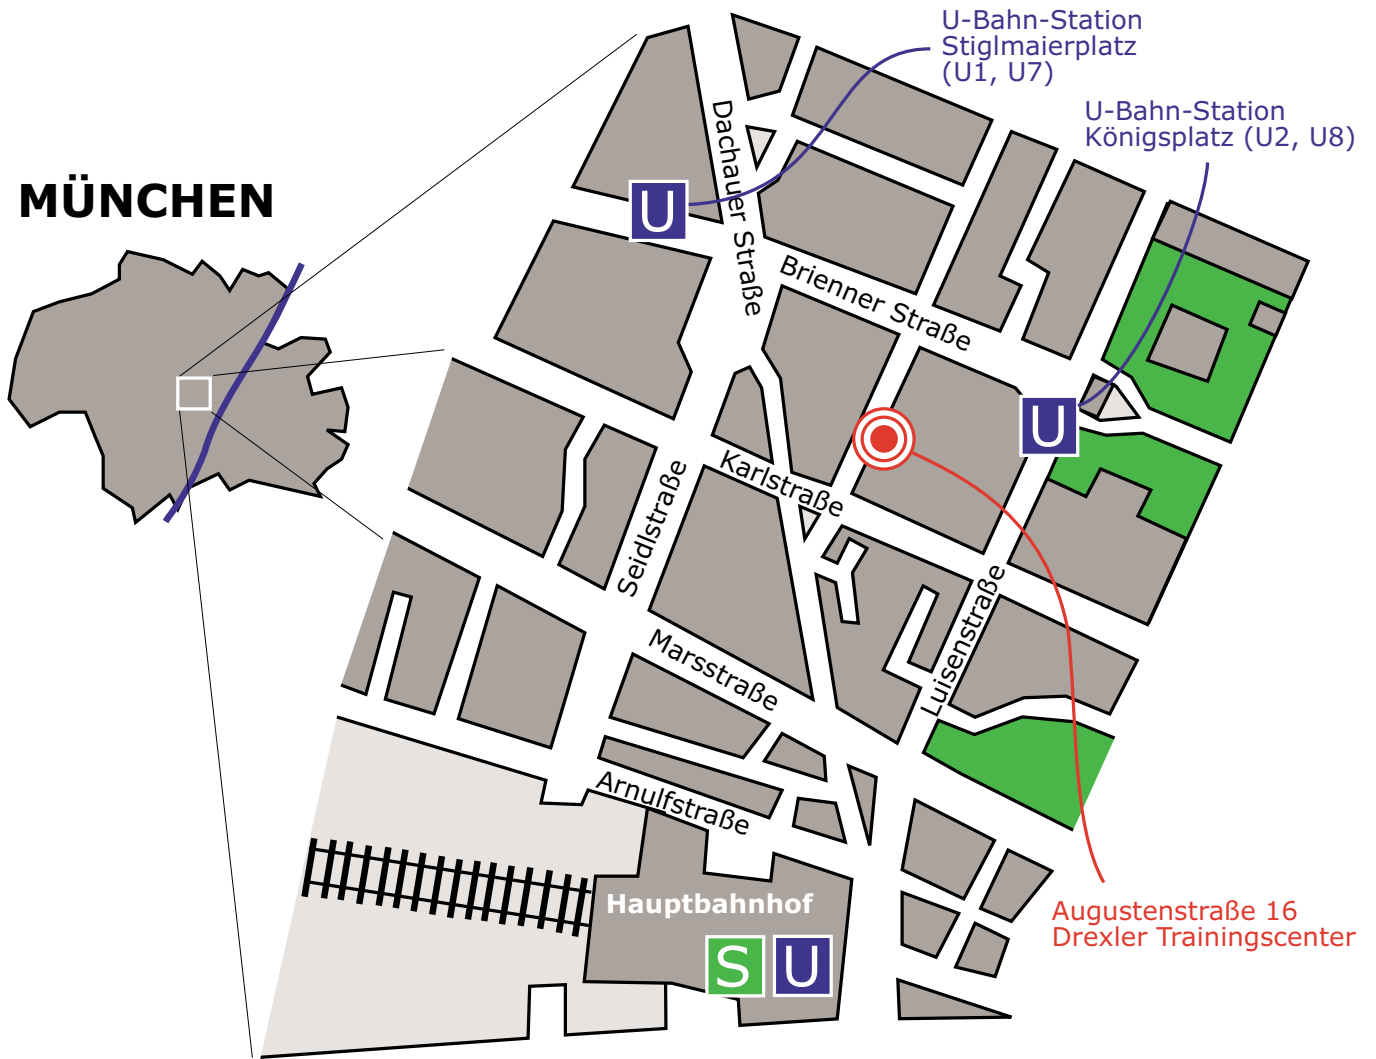 U-Bahn-Station
Stiglmaierplatz
(U1, U7)
U-Bahn-Station
Königsplatz (U2, U8)
MÜNCHEN
Dachauer Straße
U
Brienner Straße
U
Karlstraße
Seidlstraße
Luisenstraße
Marsstraße
Arnulfstraße
Hauptbahnhof
S U
Augustenstraße 16
Drexler Trainingscenter